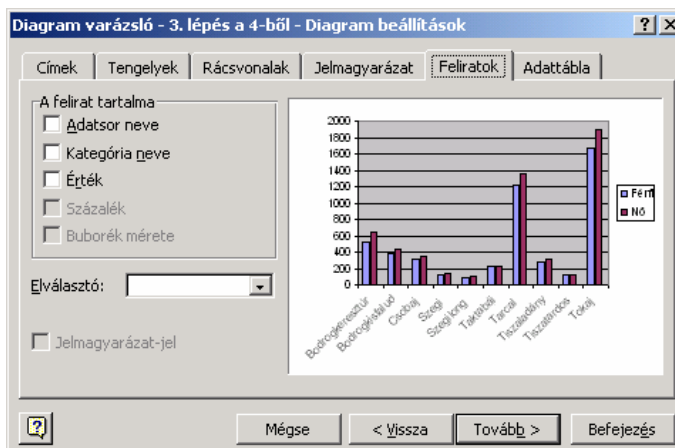 Diagram varázsló - 3. lépés a 4-ből - Diagram beállítások
Címek Tengelyek Rácsvonalak Jelmagyarázat Feliratok Adattábla
A felirat tartalma
Adatsor neve
Kategória neve
Érték
Százalék
Buborék mérete
Elválasztó:
Jelmagyarázat-jel
2000
1800
1600
1400
1200
1000
800
600
400
200
0
Bodrogkeresztúr
Bodrogkisfalud
Csobaj
Szegi
Szegilong
Taktabáj
Tarcal
Tiszaladány
Tiszatardos
Tokaj
Férfi
Nő
Mégse < Vissza Tovább > Befejezés